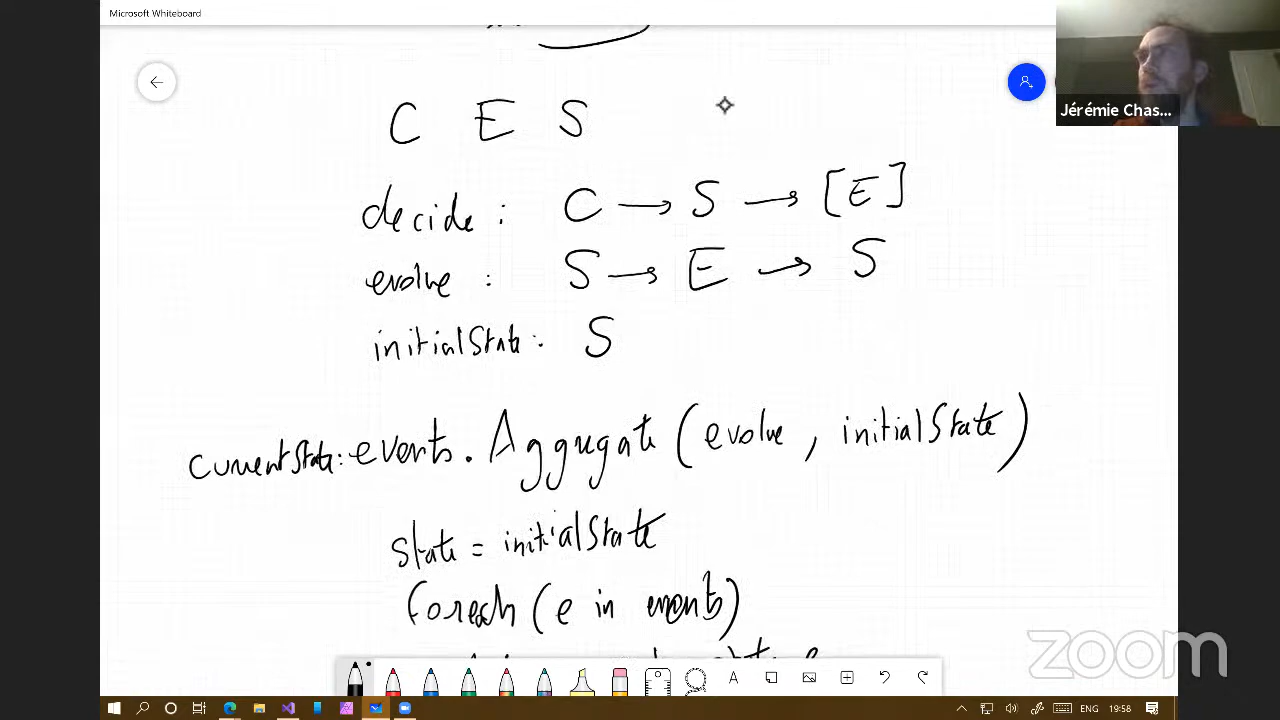 Microsoft Whiteboard
Jérémie Chas...
C E S
decide : C → S → [E]
evolve : S → E → S
initialState : S
currentState : events . Aggregate ( evolve , initialState )
state = initialState
foreach ( e in events )
zoom
A
ENG 19:58